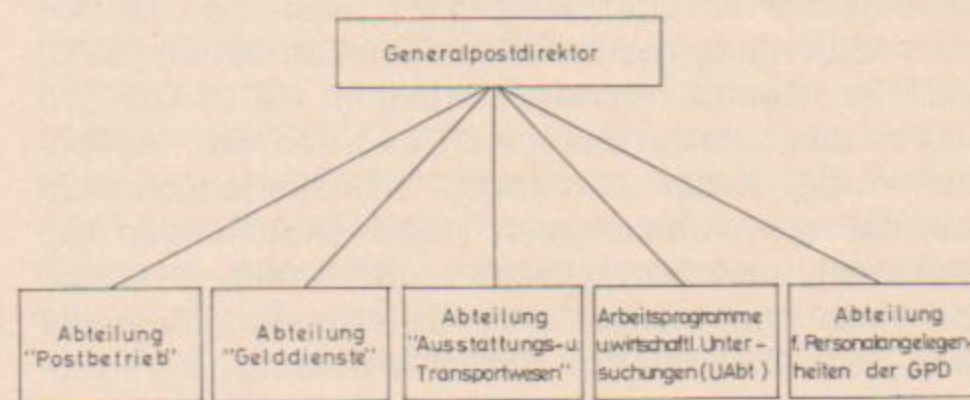 Generalpostdirektor
Abteilung
"Postbetrieb"
Abteilung
"Gelddienste"
Abteilung
"Ausstattungs-u.
Transportwesen"
Arbeitsprogramme
u.wirtschaftl. Unter-
suchungen (UAbt.)
Abteilung
f. Personalangelegen-
heiten der GPD